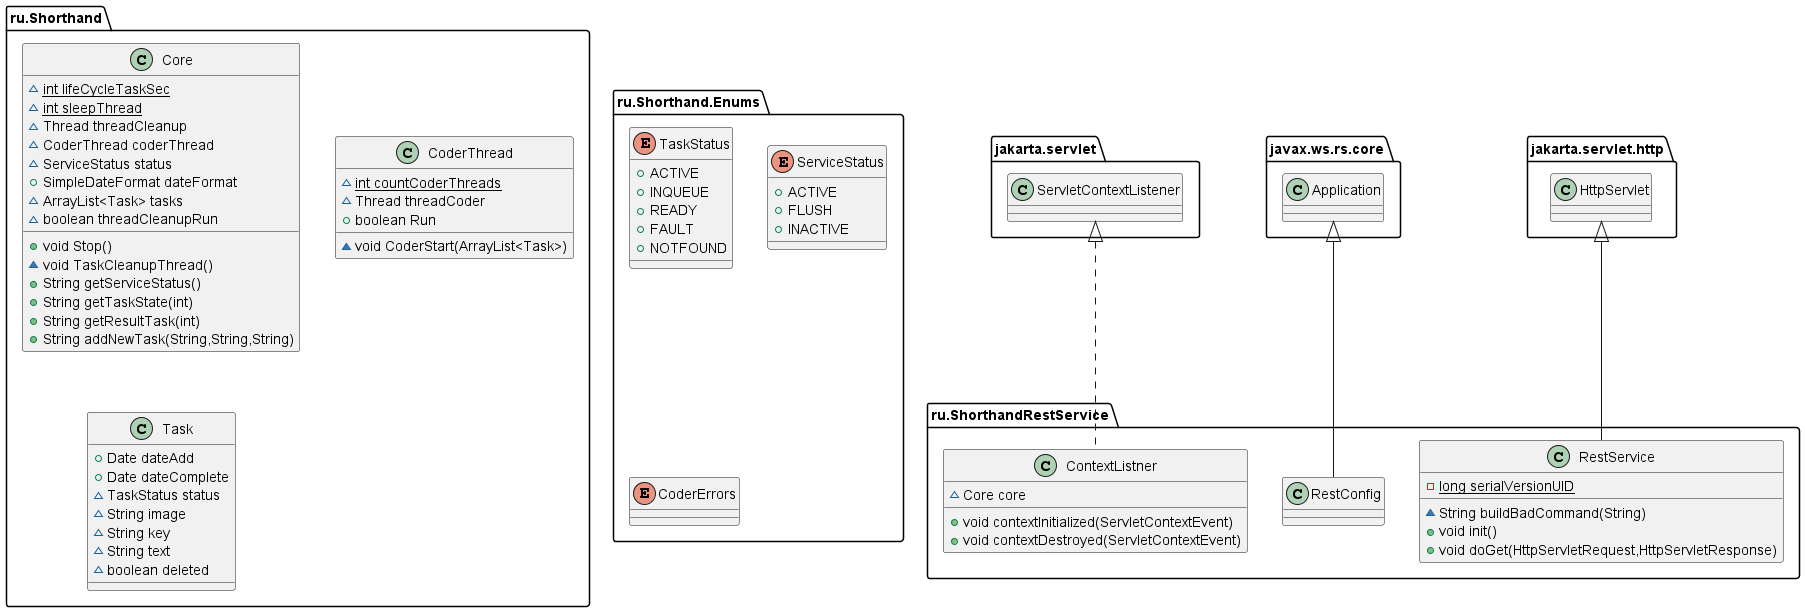 ru.Shorthand
C Core
int lifeCycleTaskSec
int sleepThread
Thread threadCleanup
CoderThread coderThread
ServiceStatus status
SimpleDateFormat dateFormat
ArrayList<Task> tasks
boolean threadCleanupRun
void Stop()
void TaskCleanupThread()
String getServiceStatus()
String getTaskState(int)
String getResultTask(int)
String addNewTask(String,String,String)
C CoderThread
int countCoderThreads
Thread threadCoder
boolean Run
void CoderStart(ArrayList<Task>)
C Task
Date dateAdd
Date dateComplete
TaskStatus status
String image
String key
String text
boolean deleted
ru.Shorthand.Enums
E TaskStatus
ACTIVE
INQUEUE
READY
FAULT
NOTFOUND
E ServiceStatus
ACTIVE
FLUSH
INACTIVE
E CoderErrors
jakarta.servlet
C ServletContextListener
javax.ws.rs.core
C Application
jakarta.servlet.http
C HttpServlet
ru.ShorthandRestService
C ContextListner
Core core
void contextInitialized(ServletContextEvent)
void contextDestroyed(ServletContextEvent)
C RestConfig
C RestService
long serialVersionUID
String buildBadCommand(String)
void init()
void doGet(HttpServletRequest,HttpServletResponse)